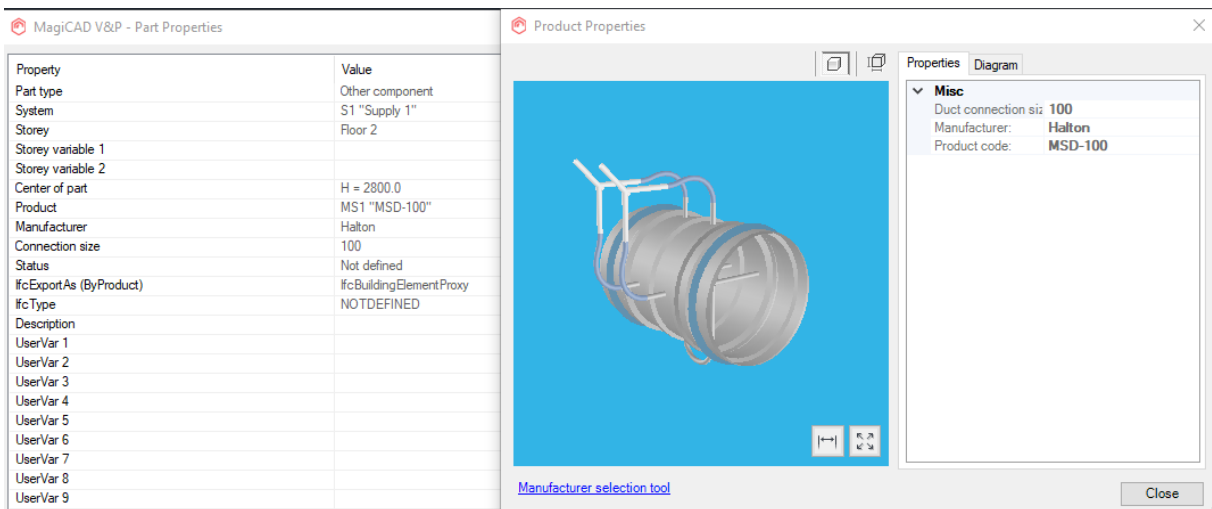 MagiCAD V&P - Part Properties
Property Value
Part type Other component
System S1 "Supply 1"
Storey Floor 2
Storey variable 1
Storey variable 2
Center of part H = 2800.0
Product MS1 "MSD-100"
Manufacturer Halton
Connection size 100
Status Not defined
IfcExportAs (ByProduct) IfcBuildingElementProxy
IfcType NOTDEFINED
Description
UserVar 1
UserVar 2
UserVar 3
UserVar 4
UserVar 5
UserVar 6
UserVar 7
UserVar 8
UserVar 9
Product Properties
Properties Diagram
Misc
Duct connection siz 100
Manufacturer: Halton
Product code: MSD-100
Manufacturer selection tool
Close